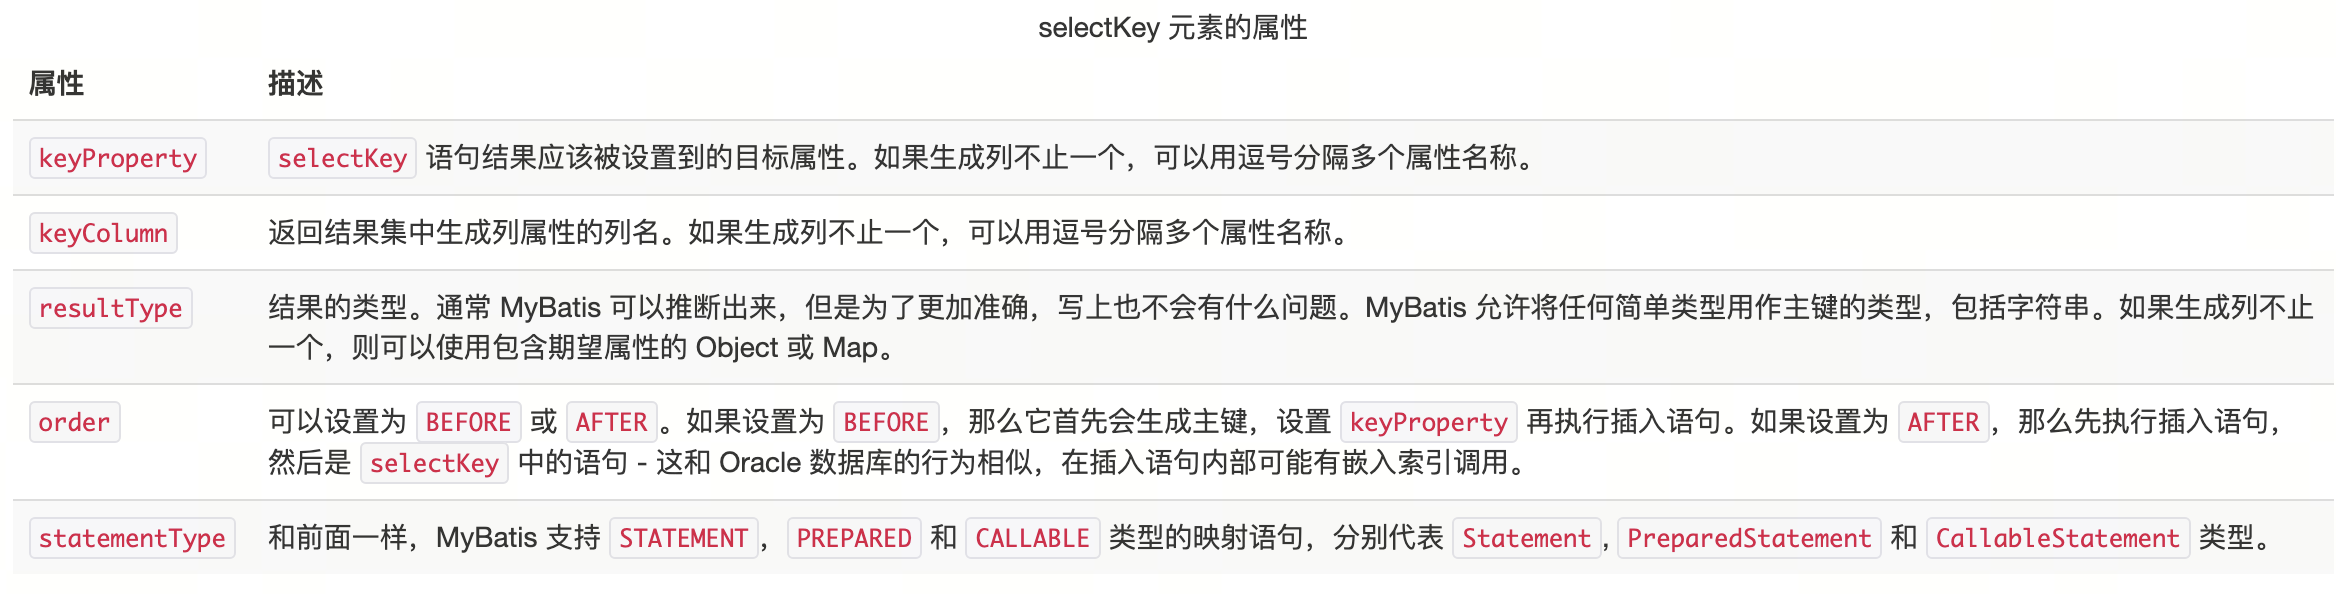 selectKey 元素的属性
属性 描述
keyProperty selectKey 语句结果应该被设置到的目标属性。如果生成列不止一个，可以用逗号分隔多个属性名称。
keyColumn 返回结果集中生成列属性的列名。如果生成列不止一个，可以用逗号分隔多个属性名称。
resultType 结果的类型。通常 MyBatis 可以推断出来，但是为了更加准确，写上也不会有什么问题。MyBatis 允许将任何简单类型用作主键的类型，包括字符串。如果生成列不止
一个，则可以使用包含期望属性的 Object 或 Map。
order 可以设置为 BEFORE 或 AFTER。如果设置为 BEFORE，那么它首先会生成主键，设置 keyProperty 再执行插入语句。如果设置为 AFTER，那么先执行插入语句，
然后是 selectKey 中的语句 - 这和 Oracle 数据库的行为相似，在插入语句内部可能有嵌入索引调用。
statementType 和前面一样，MyBatis 支持 STATEMENT， PREPARED 和 CALLABLE 类型的映射语句，分别代表 Statement, PreparedStatement 和 CallableStatement 类型。